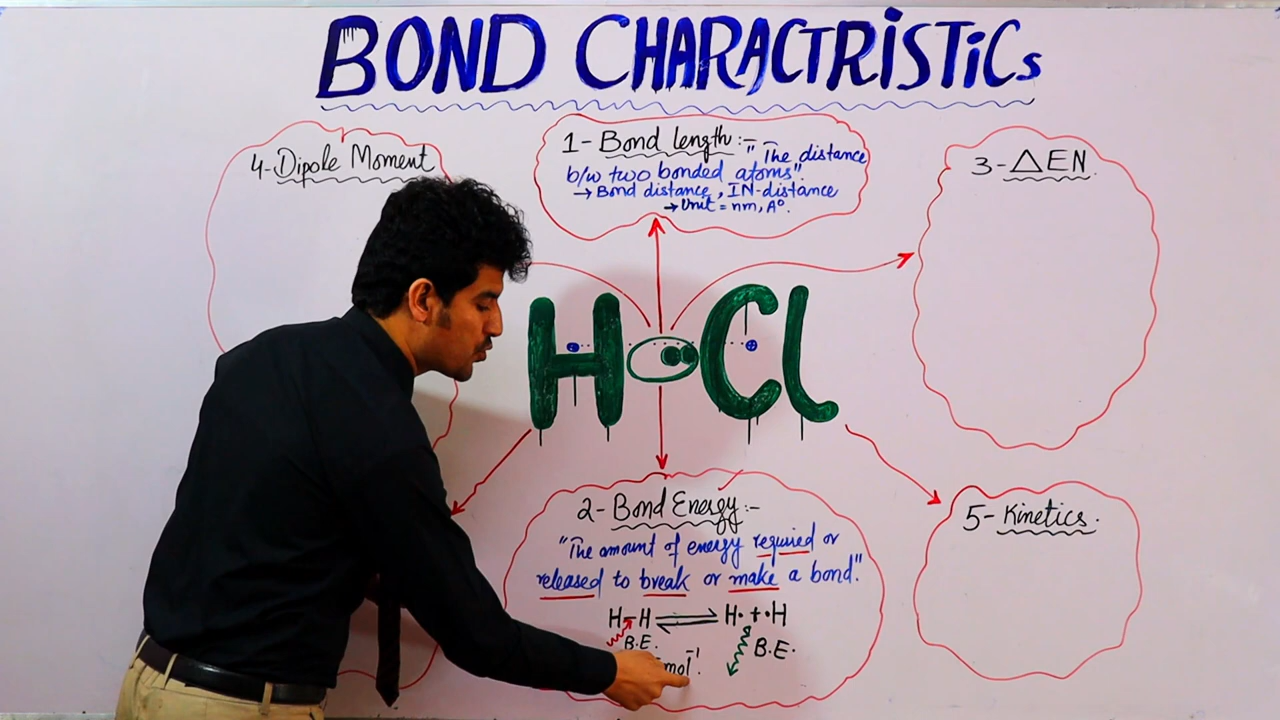 BOND CHARACTRISTICs
4-Dipole Moment
1- Bond length :- "The distance
b/w two bonded atoms".
→ Bond distance, IN-distance
→ Unit = nm, A°.
3- ΔEN.
H Cl
2- Bond Energy :-
"The amount of energy required or
released to break or make a bond."
H-H ⇌ H· + ·H
B.E.
B.E.
mol⁻¹.
5- Kinetics.